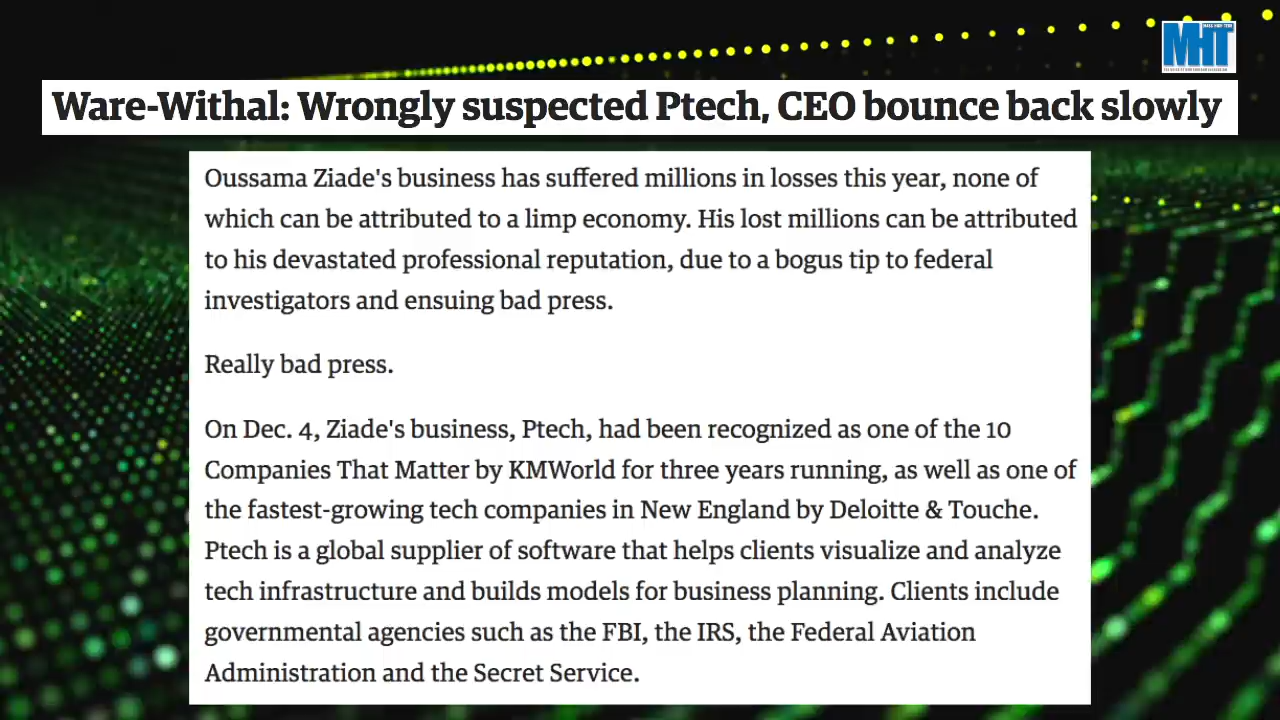 MASS HIGH TECH
MHT
Ware-Withal: Wrongly suspected Ptech, CEO bounce back slowly
Oussama Ziade's business has suffered millions in losses this year, none of
which can be attributed to a limp economy. His lost millions can be attributed
to his devastated professional reputation, due to a bogus tip to federal
investigators and ensuing bad press.
Really bad press.
On Dec. 4, Ziade's business, Ptech, had been recognized as one of the 10
Companies That Matter by KMWorld for three years running, as well as one of
the fastest-growing tech companies in New England by Deloitte & Touche.
Ptech is a global supplier of software that helps clients visualize and analyze
tech infrastructure and builds models for business planning. Clients include
governmental agencies such as the FBI, the IRS, the Federal Aviation
Administration and the Secret Service.